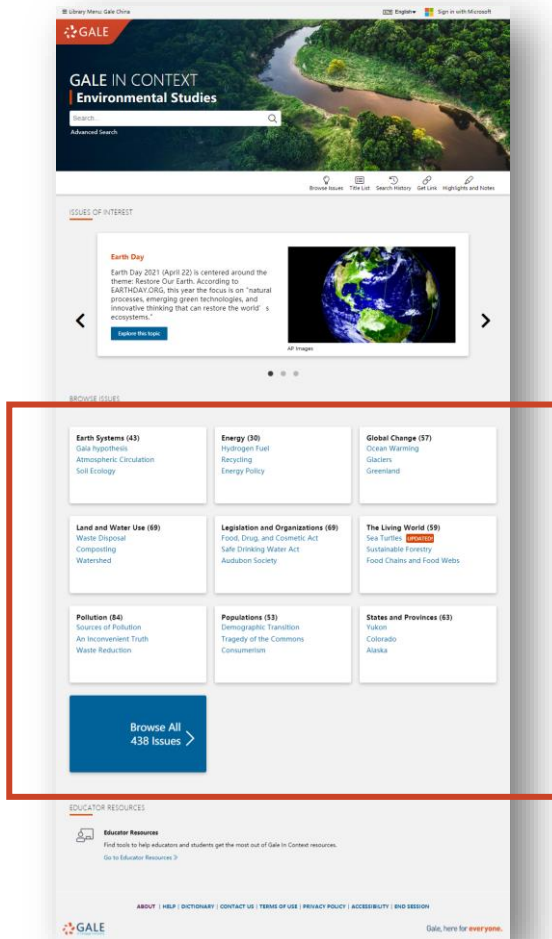 Library Menu: Gale China
English
Sign in with Microsoft
GALE
GALE IN CONTEXT
Environmental Studies
Search...
Advanced Search
Browse Issues
Title List
Search History
Get Link
Highlights and Notes
ISSUES OF INTEREST
Earth Day
Earth Day 2021 (April 22) is centered around the
theme: Restore Our Earth. According to
EARTHDAY.ORG, this year the focus is on "natural
processes, emerging green technologies, and
innovative thinking that can restore the world's
ecosystems."
Explore this topic
AP Images
BROWSE ISSUES
Earth Systems (43)
Gaia hypothesis
Atmospheric Circulation
Soil Ecology
Energy (30)
Hydrogen Fuel
Recycling
Energy Policy
Global Change (57)
Ocean Warming
Glaciers
Greenland
Land and Water Use (69)
Waste Disposal
Composting
Watershed
Legislation and Organizations (69)
Food, Drug, and Cosmetic Act
Safe Drinking Water Act
Audubon Society
The Living World (59)
Sea Turtles UPDATED!
Sustainable Forestry
Food Chains and Food Webs
Pollution (84)
Sources of Pollution
An Inconvenient Truth
Waste Reduction
Populations (53)
Demographic Transition
Tragedy of the Commons
Consumerism
States and Provinces (63)
Yukon
Colorado
Alaska
Browse All
438 Issues
EDUCATOR RESOURCES
Educator Resources
Find tools to help educators and students get the most out of Gale In Context resources.
Go to Educator Resources
ABOUT | HELP | DICTIONARY | CONTACT US | TERMS OF USE | PRIVACY POLICY | ACCESSIBILITY | END SESSION
GALE
Gale, here for everyone.